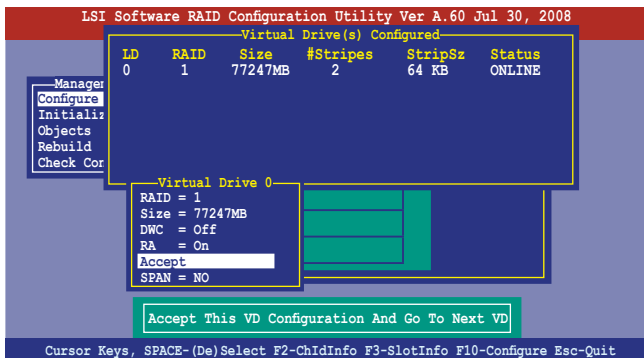 LSI Software RAID Configuration Utility Ver A.60 Jul 30, 2008
Virtual Drive(s) Configured
LD RAID Size #Stripes StripSz Status
0 1 77247MB 2 64 KB ONLINE
Manager
Configure
Initializ
Objects
Rebuild
Check Con
Virtual Drive 0
RAID = 1
Size = 77247MB
DWC = Off
RA = On
Accept
SPAN = NO
Accept This VD Configuration And Go To Next VD
Cursor Keys, SPACE-(De)Select F2-ChIdInfo F3-SlotInfo F10-Configure Esc-Quit